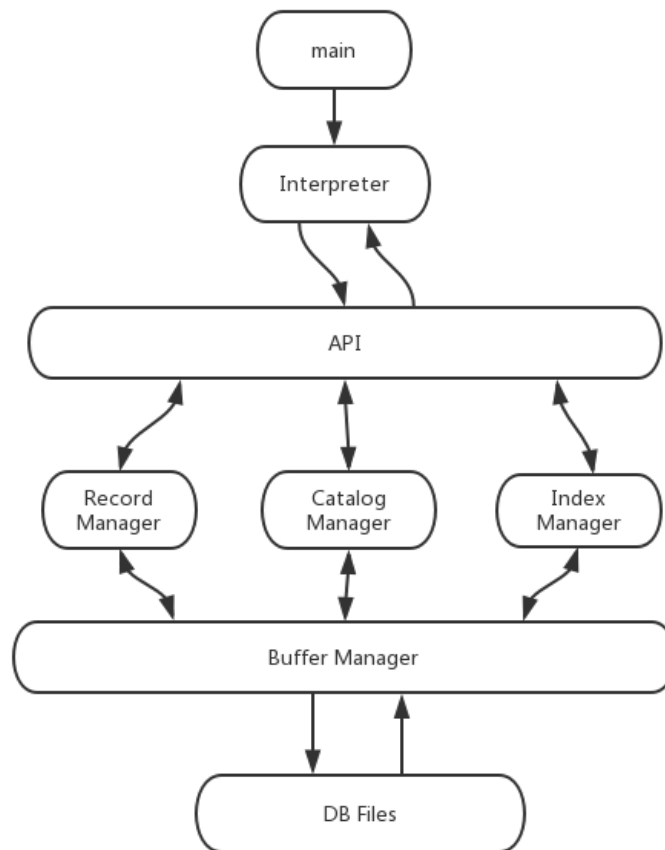 main
Interpreter
API
Record
Manager
Catalog
Manager
Index
Manager
Buffer Manager
DB Files